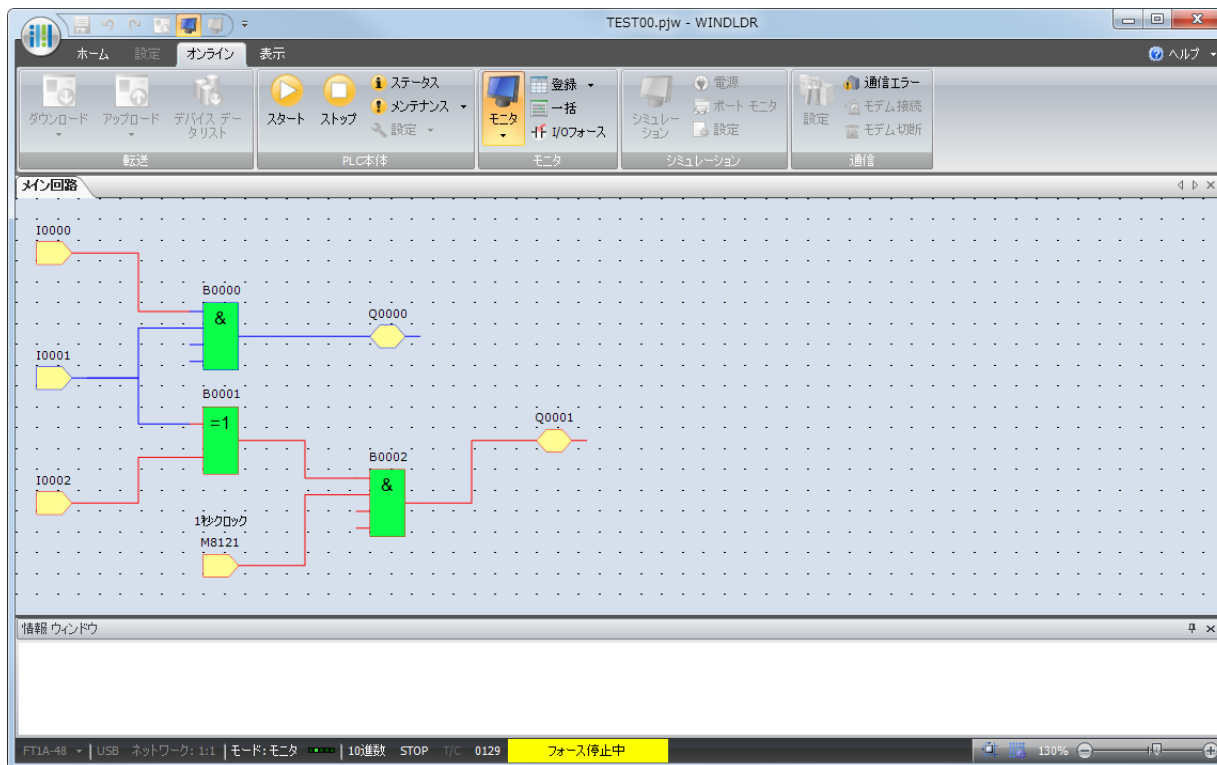 TEST00.pjw - WINDLDR
ホーム 設定 オンライン 表示 ヘルプ
ダウンロード アップロード デバイス データリスト
転送
スタート ストップ ステータス メンテナンス 設定
PLC本体
モニタ 登録 一括 I/Oフォース
モニタ
シミュレーション 電源 ポート モニタ 設定
シミュレーション
設定 通信エラー モデム接続 モデム切断
通信
メイン回路
I0000
B0000
&
Q0000
I0001
B0001
=1
Q0001
B0002
&
I0002
1秒クロック
M8121
情報 ウィンドウ
FT1A-48 USB ネットワーク: 1:1 モード: モニタ 10進数 STOP T/C 0129 フォース停止中 130%